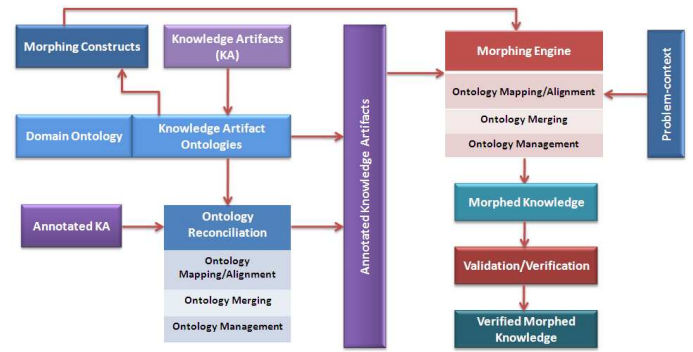 Morphing Constructs
Knowledge Artifacts
(KA)
Domain Ontology
Knowledge Artifact
Ontologies
Annotated KA
Ontology
Reconciliation
Ontology
Mapping/Alignment
Ontology Merging
Ontology Management
Annotated Knowledge Artifacts
Morphing Engine
Ontology Mapping/Alignment
Ontology Merging
Ontology Management
Problem-context
Morphed Knowledge
Validation/Verification
Verified Morphed
Knowledge